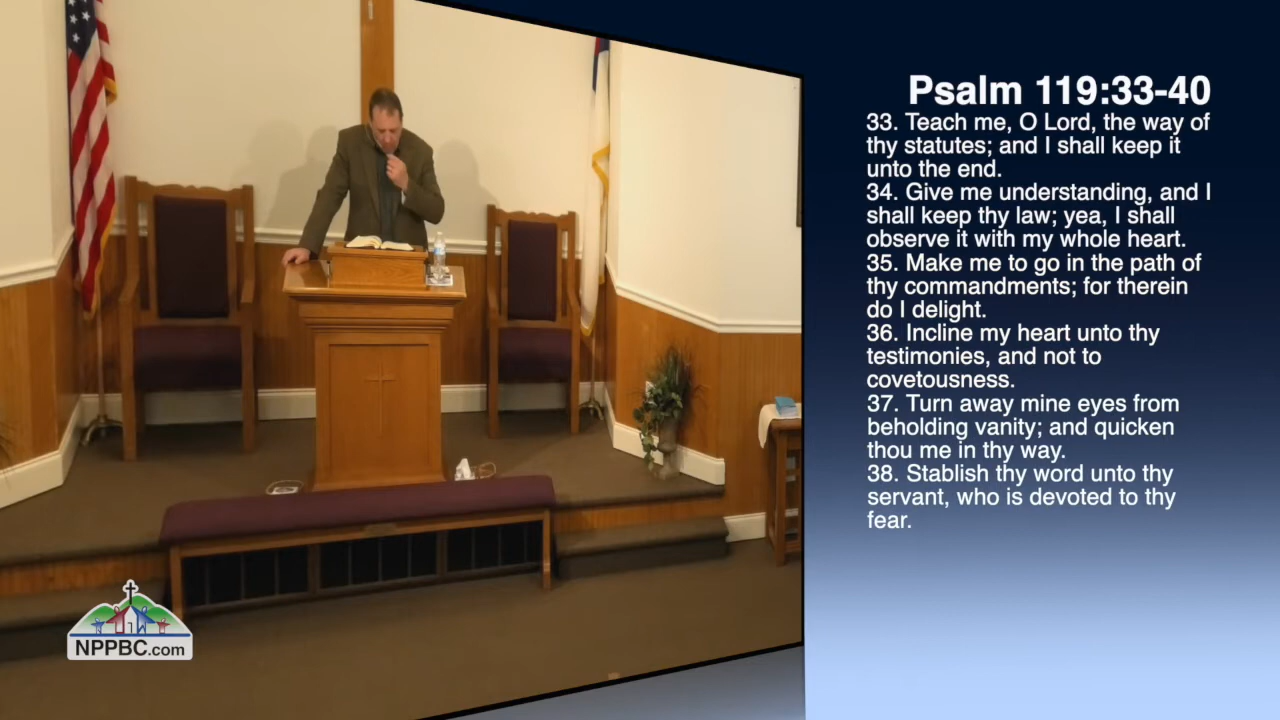 Psalm 119:33-40
33. Teach me, O Lord, the way of
thy statutes; and I shall keep it
unto the end.
34. Give me understanding, and I
shall keep thy law; yea, I shall
observe it with my whole heart.
35. Make me to go in the path of
thy commandments; for therein
do I delight.
36. Incline my heart unto thy
testimonies, and not to
covetousness.
37. Turn away mine eyes from
beholding vanity; and quicken
thou me in thy way.
38. Stablish thy word unto thy
servant, who is devoted to thy
fear.
NPPBC.com